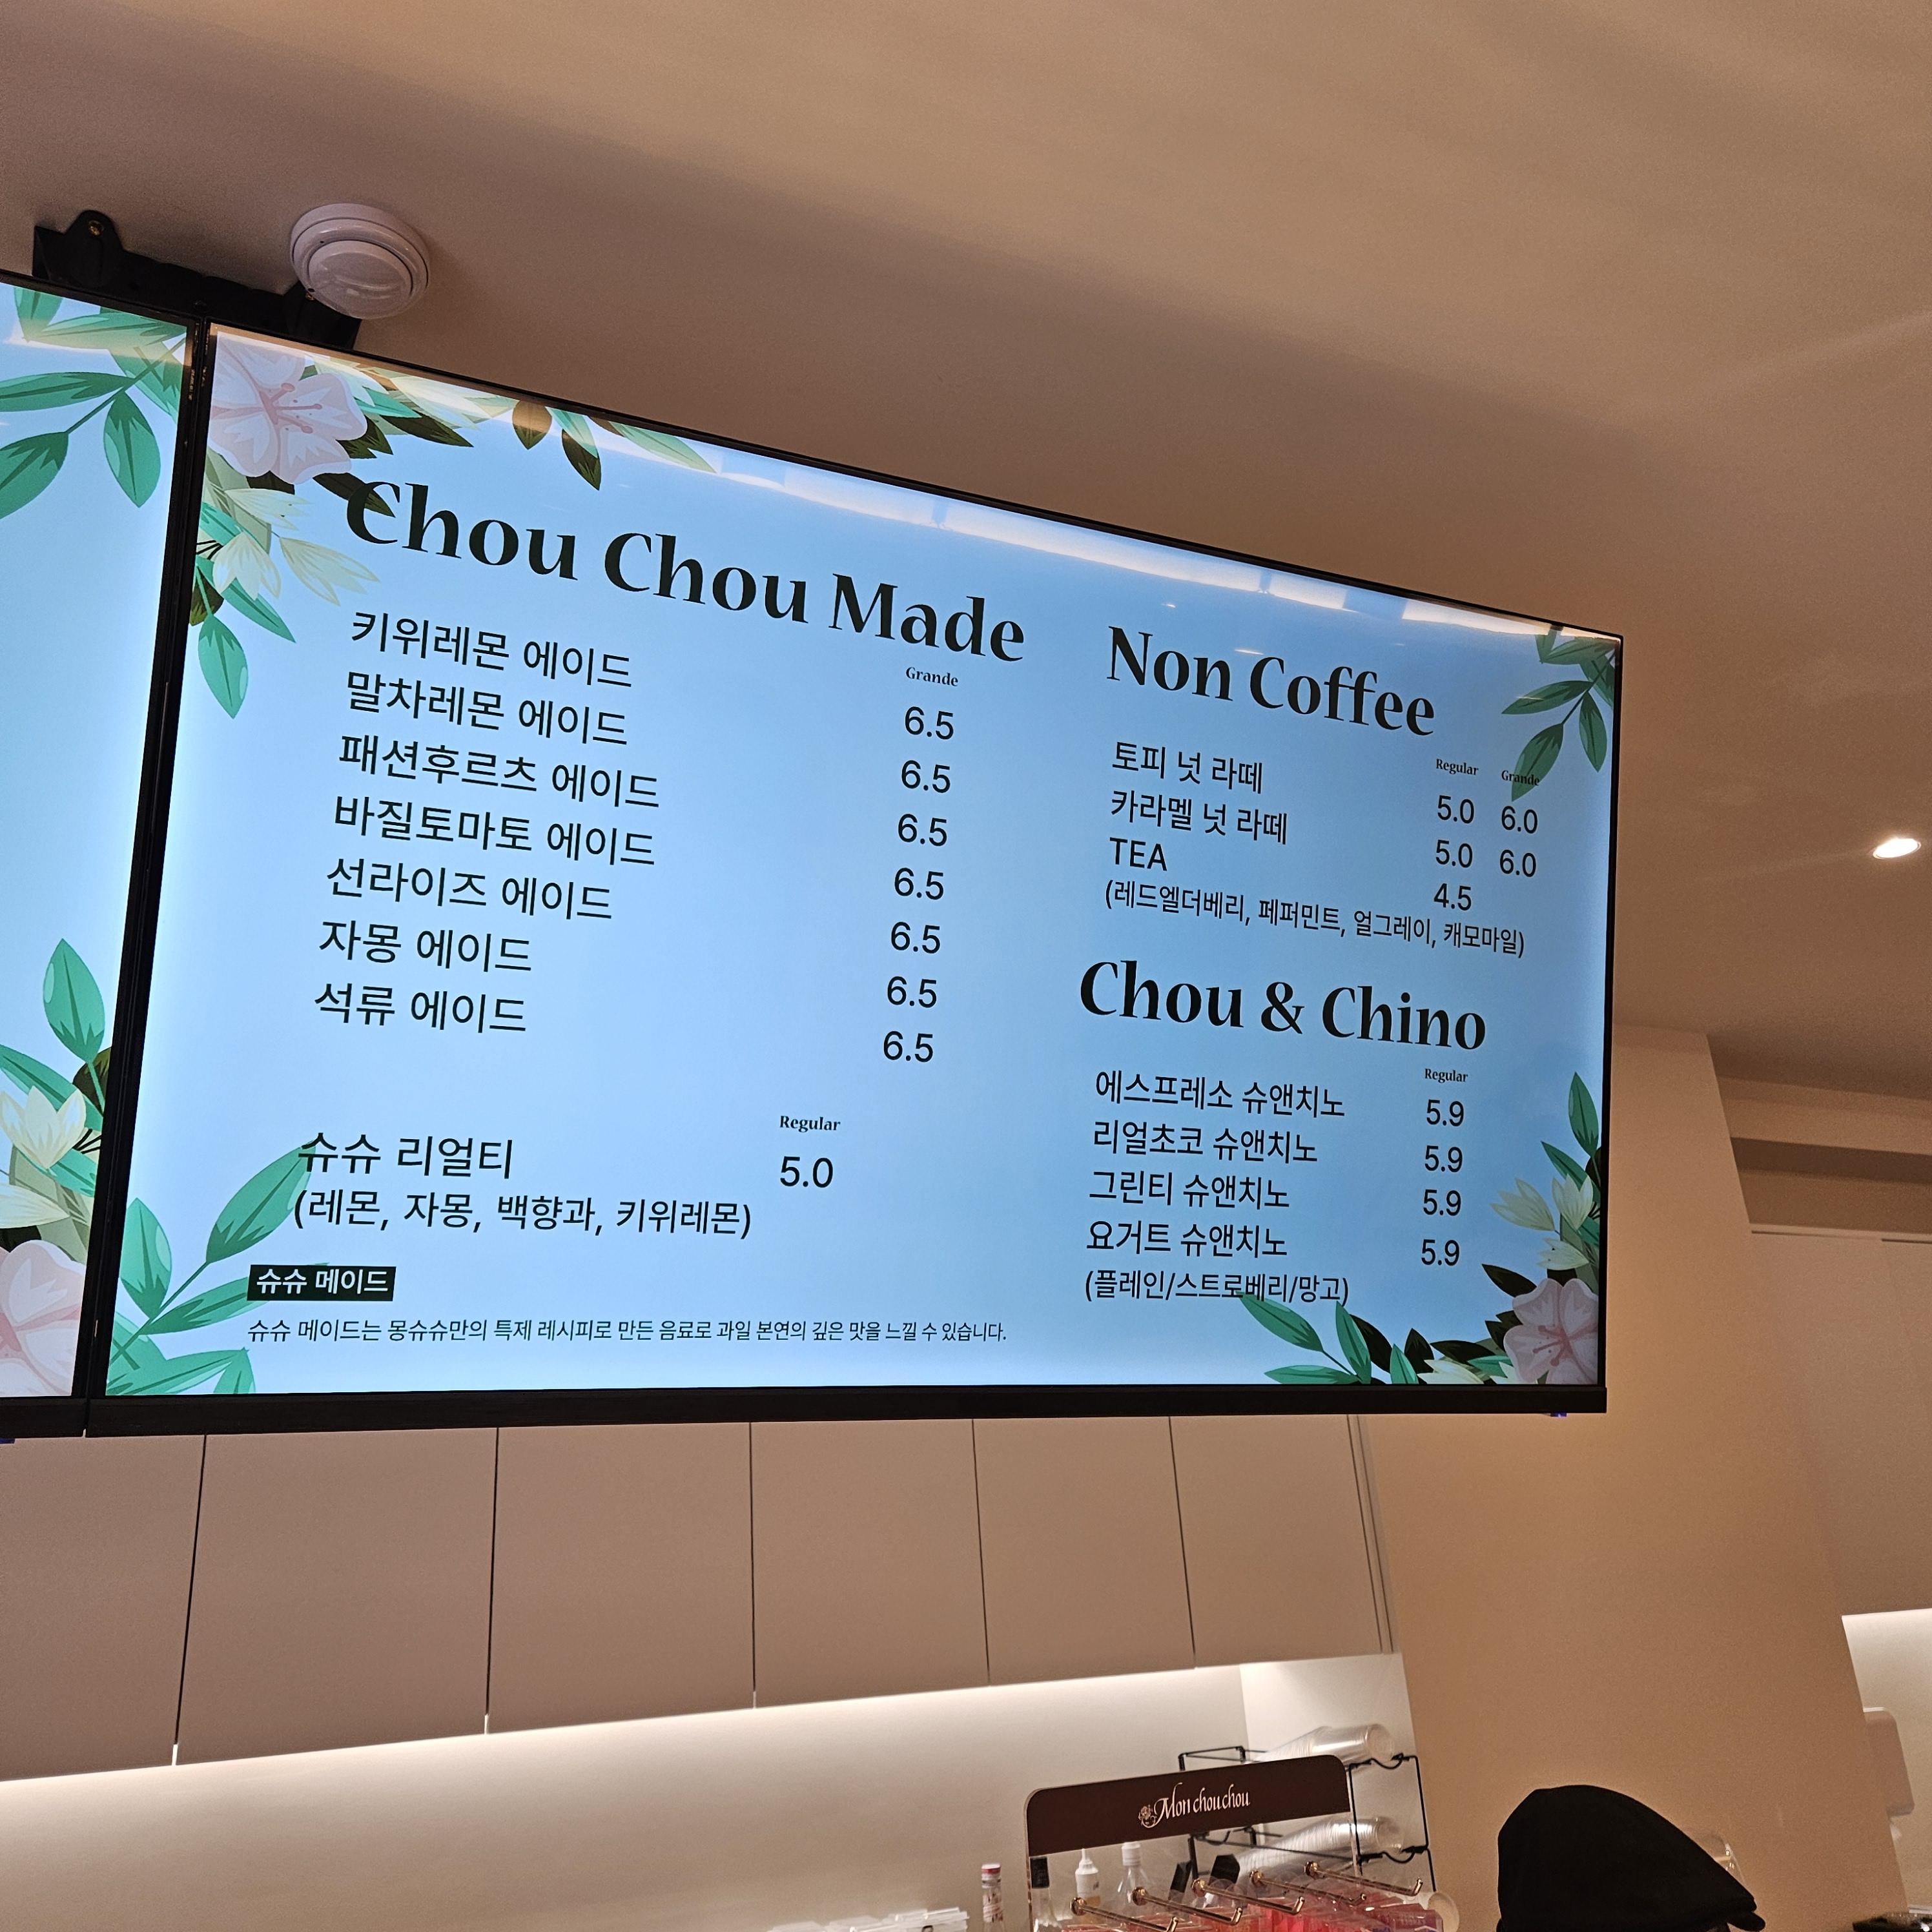 Chou Chou Made
Grande
키위레몬 에이드 6.5
말차레몬 에이드 6.5
패션후르츠 에이드 6.5
바질토마토 에이드 6.5
선라이즈 에이드 6.5
자몽 에이드 6.5
석류 에이드 6.5
Regular
슈슈 리얼티 5.0
(레몬, 자몽, 백향과, 키위레몬)
슈슈 메이드
슈슈 메이드는 몽슈슈만의 특제 레시피로 만든 음료로 과일 본연의 깊은 맛을 느낄 수 있습니다.
Non Coffee
Regular Grande
토피 넛 라떼 5.0 6.0
카라멜 넛 라떼 5.0 6.0
TEA 4.5
(레드엘더베리, 페퍼민트, 얼그레이, 캐모마일)
Chou & Chino
Regular
에스프레소 슈앤치노 5.9
리얼초코 슈앤치노 5.9
그린티 슈앤치노 5.9
요거트 슈앤치노 5.9
(플레인/스트로베리/망고)
Mon chou chou